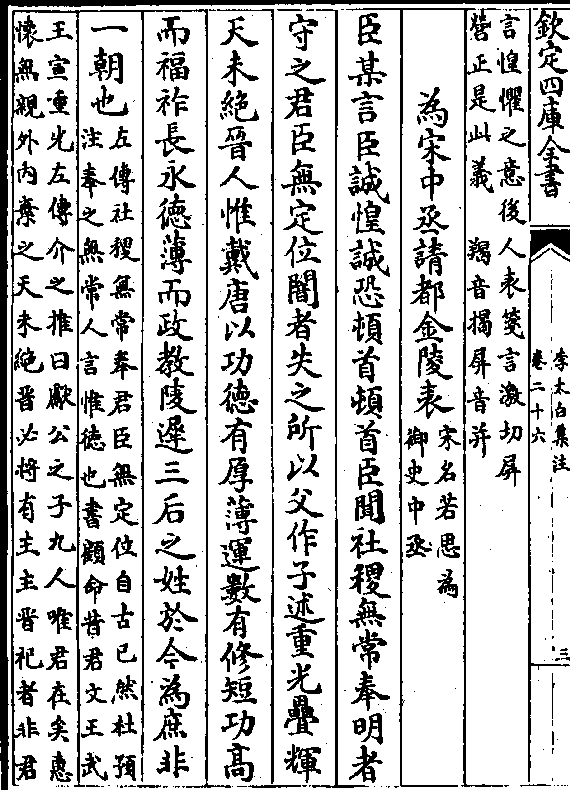 欽定四庫全書
李太白集注
卷二十六
三
言惶懼之意後人表箋言激切屏
營正是此義　羯音揭屏音并
為宋中丞請都金陵表
宋名若思為
御史中丞
臣某言臣誠惶誠恐頓首頓首臣聞社稷無常奉明者
守之君臣無定位闇者失之所以父作子述重光疊輝
天未絶晉人惟戴唐以功德有厚薄運數有修短功高
而福祚長永德薄而政教陵遲三后之姓於今為庶非
一朝也
左傳社稷無常奉君臣無定位自古已然杜預
注奉之無常人言惟德也書顧命昔君文王武
王宣重光左傳介之推曰獻公之子九人唯君在矣惠
懷無親外内棄之天未絶晉必將有主主晉祀者非君